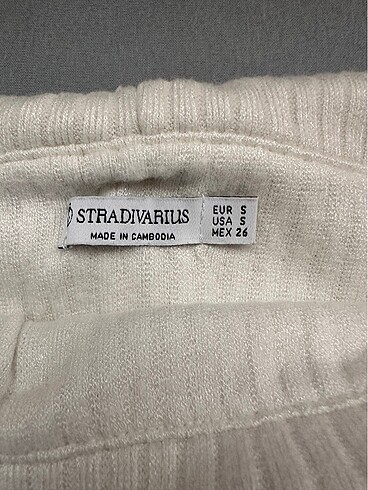 STRADIVARIUS
MADE IN CAMBODIA
EUR S
USA S
MEX 26